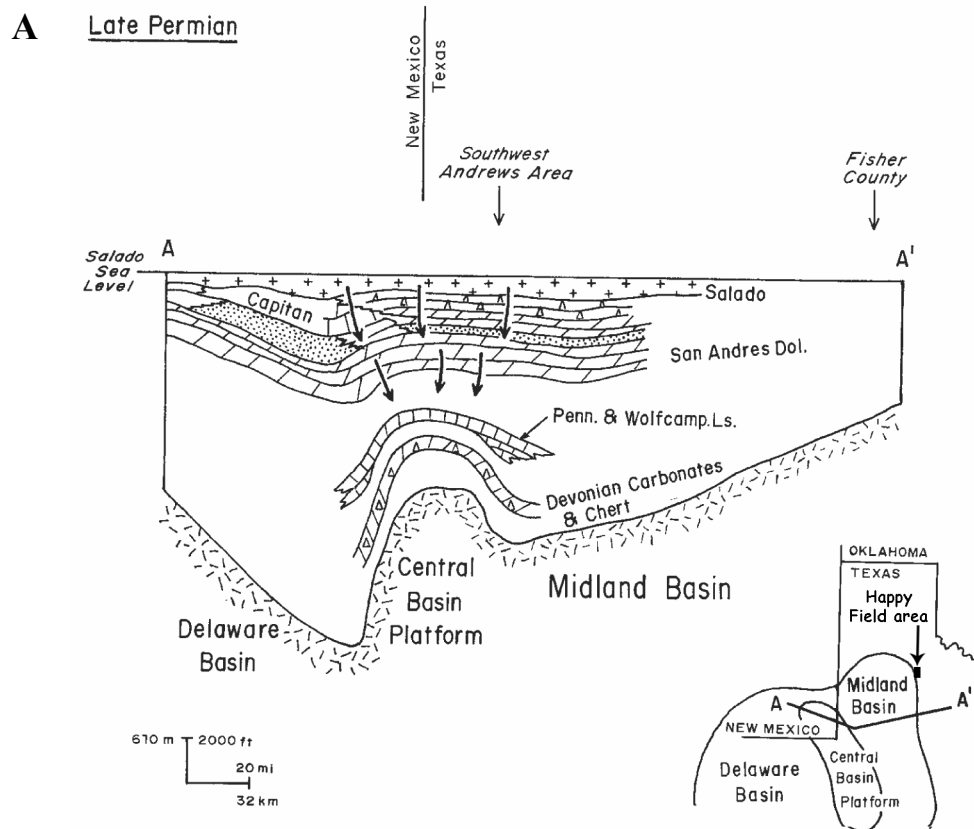 A
Late Permian
New Mexico
Texas
Southwest
Andrews Area
Fisher
County
A
A'
Salado
Sea
Level
Salado
Capitan
San Andres Dol.
Penn. & Wolfcamp. Ls.
Devonian Carbonates
& Chert
Central
Basin
Platform
Midland Basin
Delaware
Basin
OKLAHOMA
TEXAS
Happy
Field area
Midland
Basin
A
A'
NEW MEXICO
Central
Basin
Platform
Delaware
Basin
610 m
2000 ft
20 mi
32 km